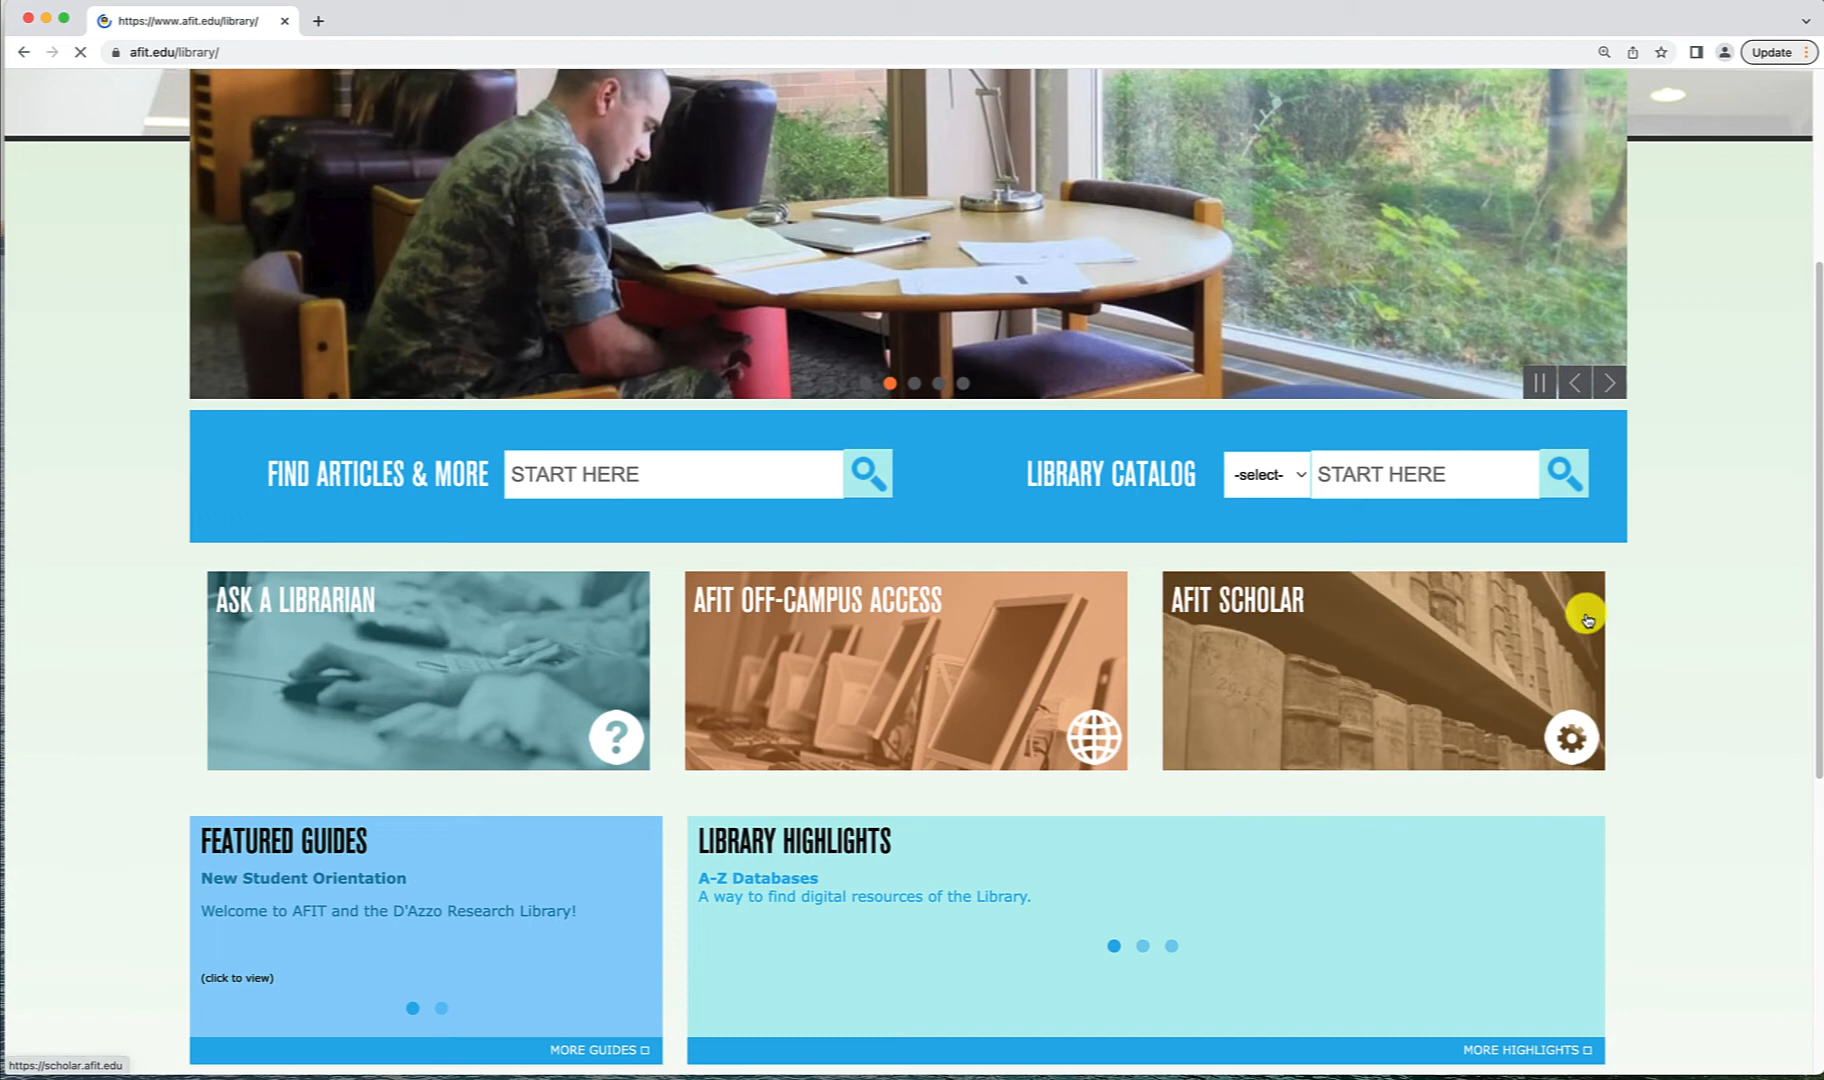 https://www.afit.edu/library/
afit.edu/library/
Update
FIND ARTICLES & MORE
START HERE
LIBRARY CATALOG
-select-
START HERE
ASK A LIBRARIAN
?
AFIT OFF-CAMPUS ACCESS
AFIT SCHOLAR
FEATURED GUIDES
New Student Orientation
Welcome to AFIT and the D'Azzo Research Library!
(click to view)
MORE GUIDES
LIBRARY HIGHLIGHTS
A-Z Databases
A way to find digital resources of the Library.
MORE HIGHLIGHTS
https://scholar.afit.edu